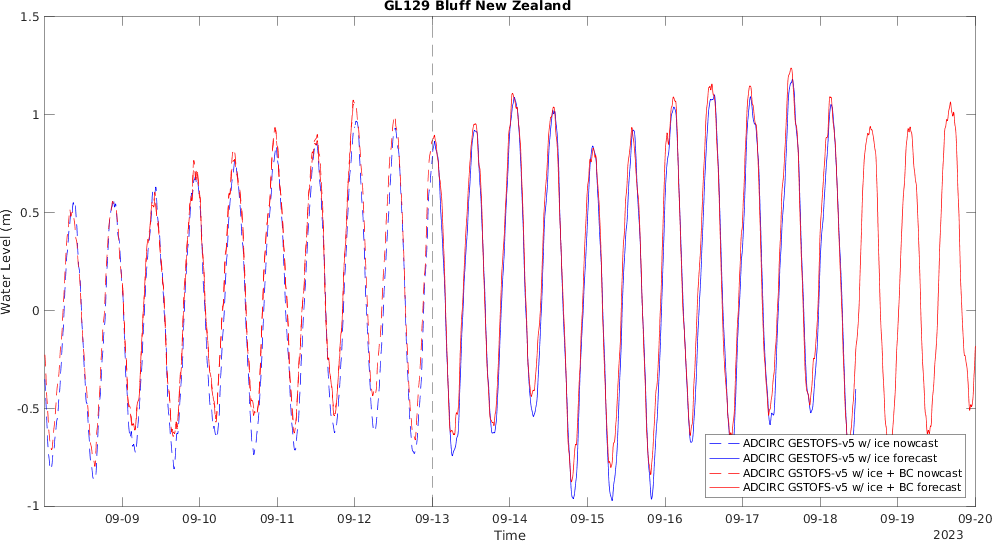 GL129 Bluff New Zealand
1.5
1
0.5
0
-0.5
-1
Water Level (m)
ADCIRC GESTOFS-v5 w/ ice nowcast
ADCIRC GESTOFS-v5 w/ ice forecast
ADCIRC GSTOFS-v5 w/ ice + BC nowcast
ADCIRC GSTOFS-v5 w/ ice + BC forecast
09-09 09-10 09-11 09-12 09-13 09-14 09-15 09-16 09-17 09-18 09-19 09-20
Time
2023